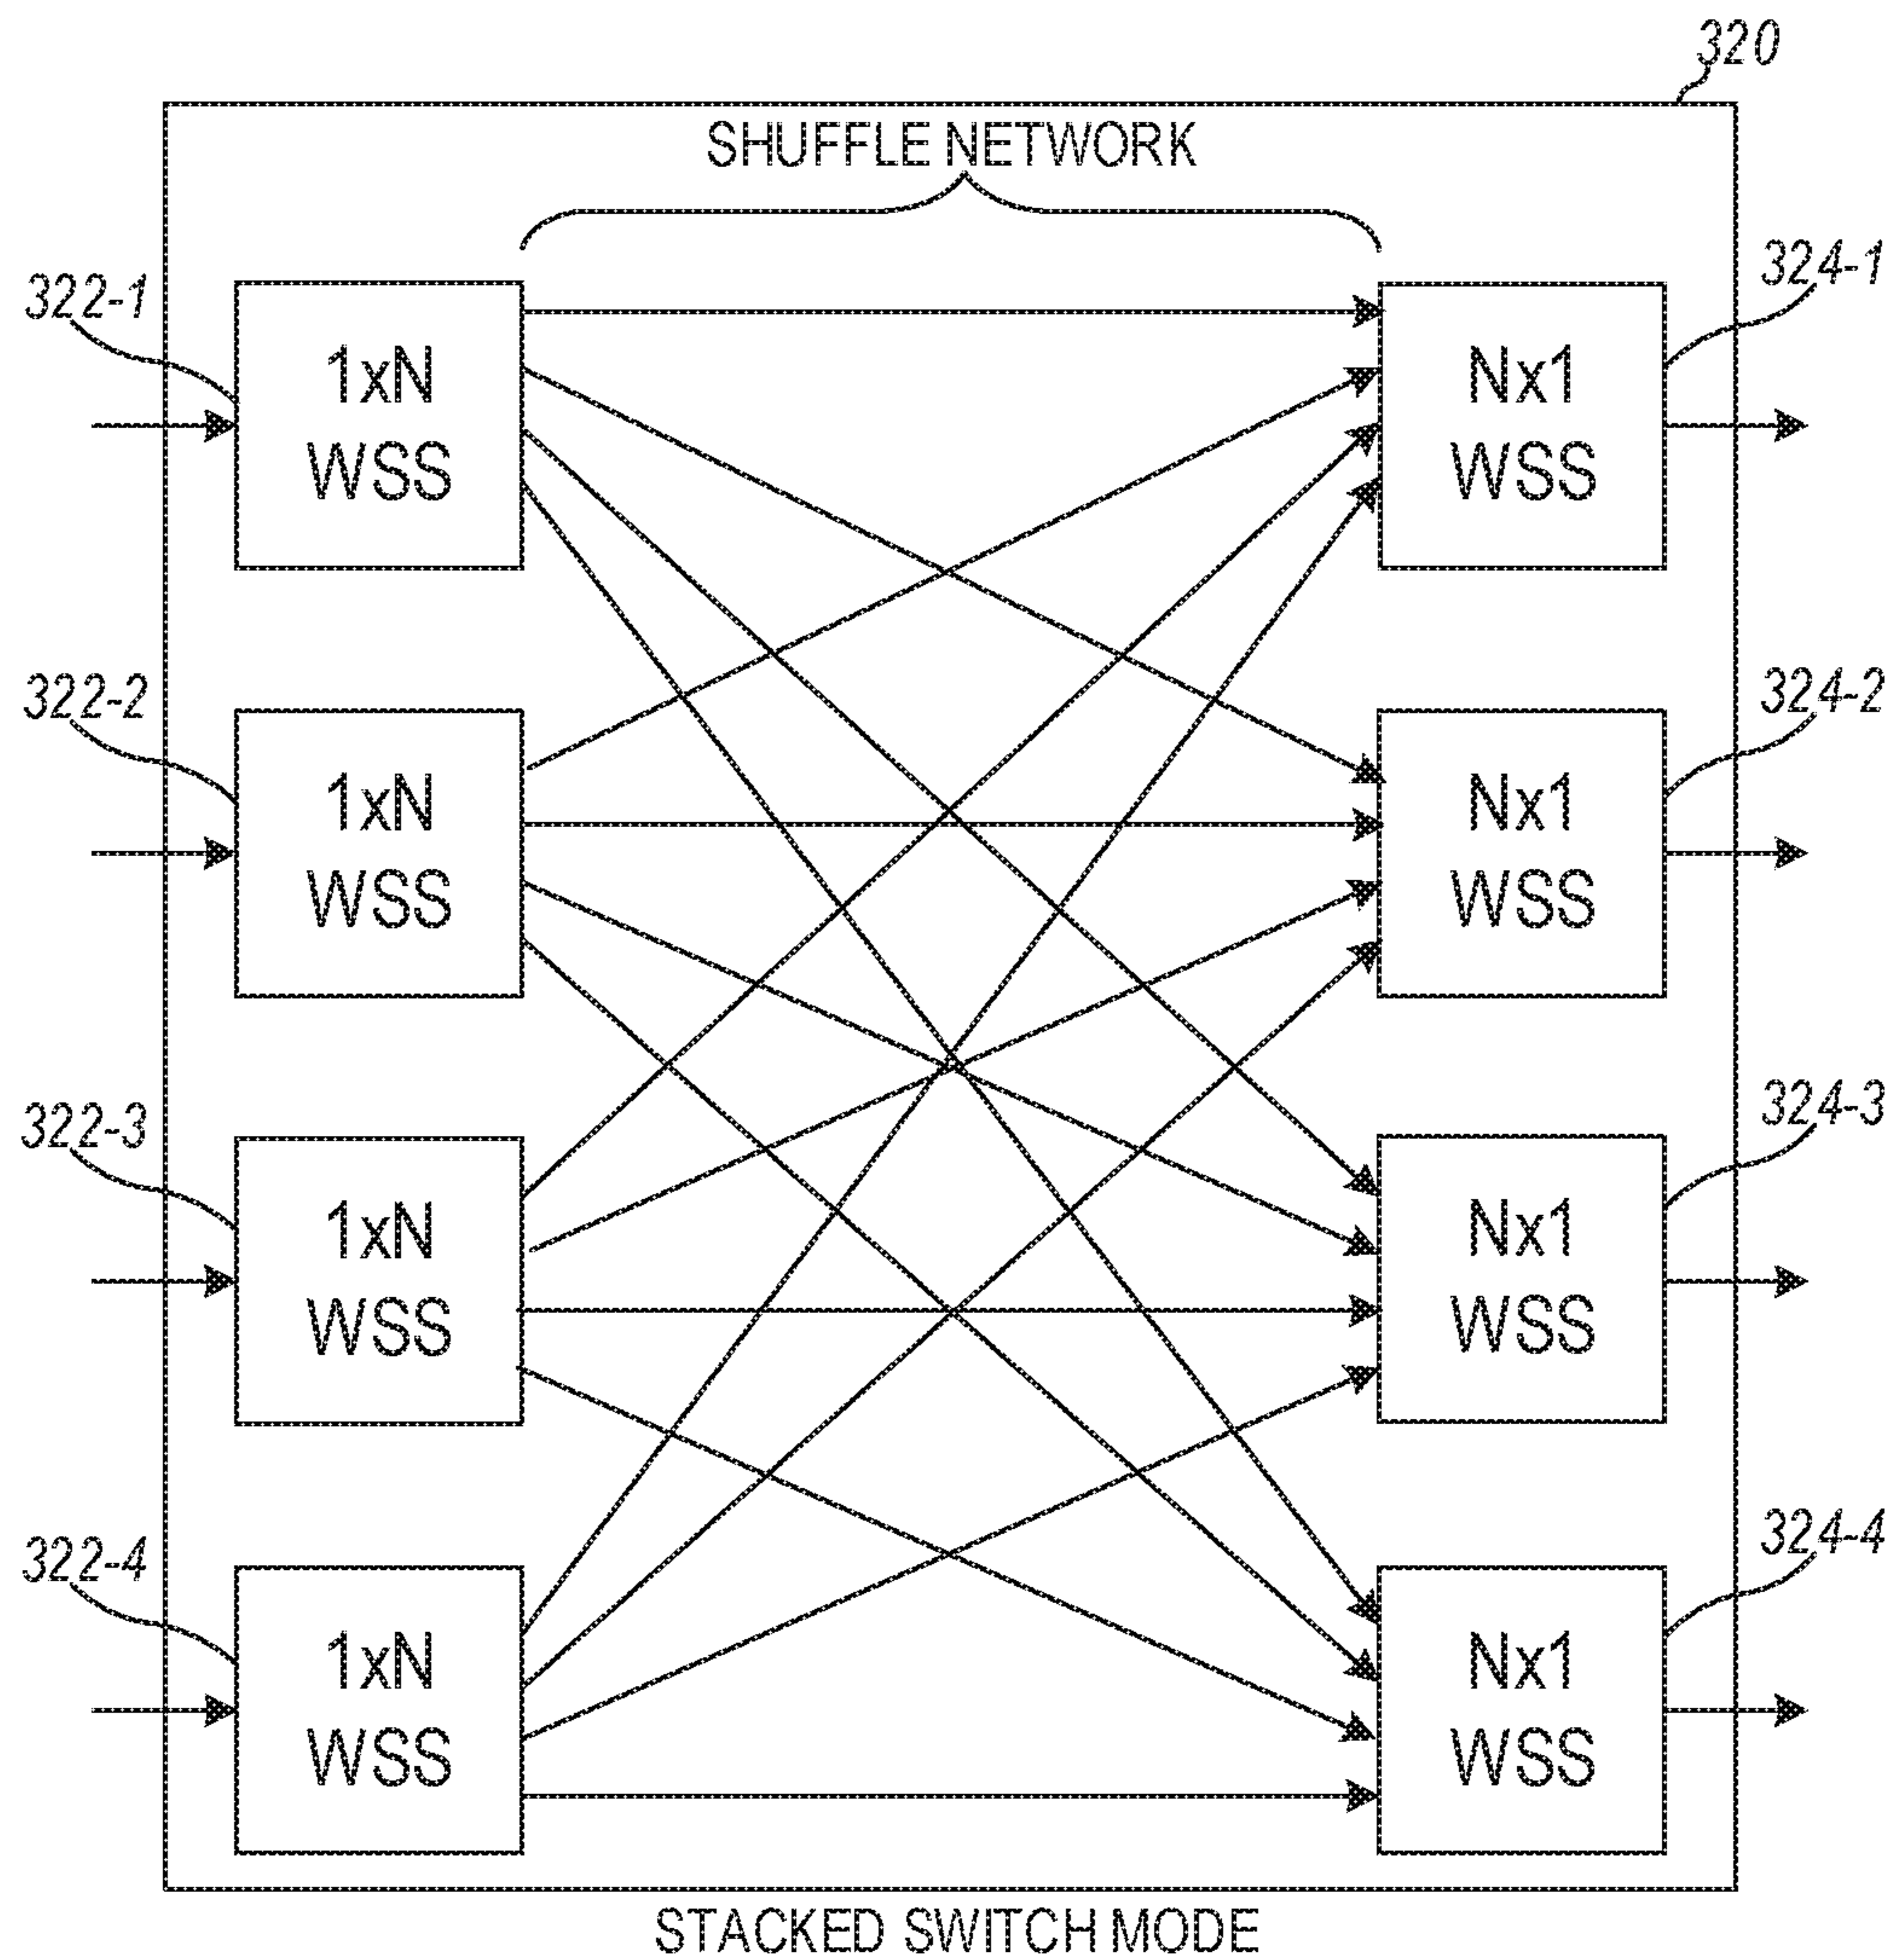 320
SHUFFLE NETWORK
322-1
324-1
1xN
WSS
Nx1
WSS
322-2
324-2
1xN
WSS
Nx1
WSS
322-3
324-3
1xN
WSS
Nx1
WSS
322-4
324-4
1xN
WSS
Nx1
WSS
STACKED SWITCH MODE